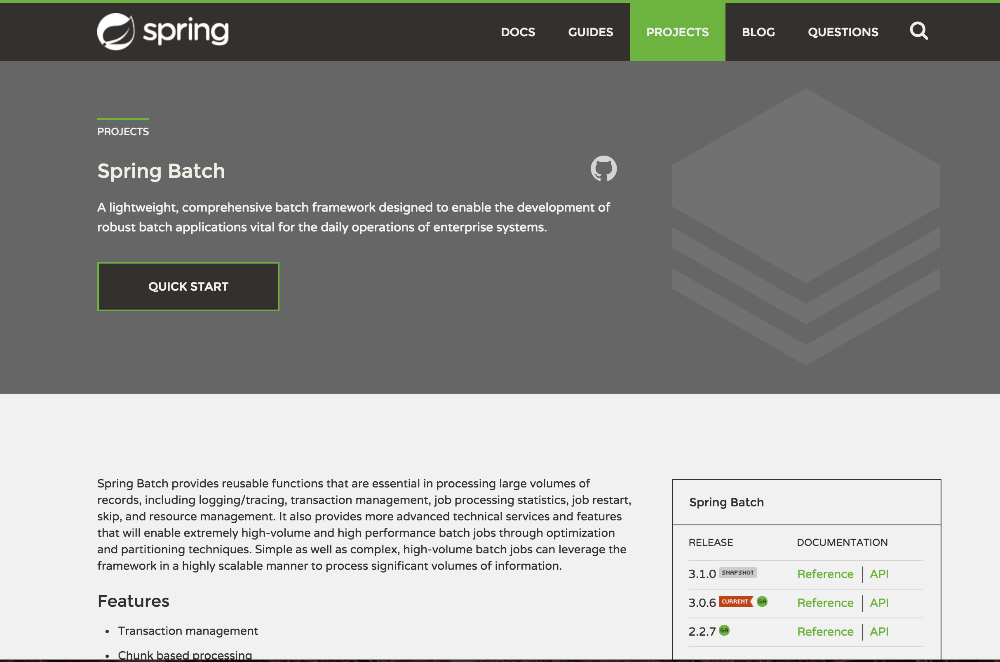 spring
DOCS GUIDES PROJECTS BLOG QUESTIONS
PROJECTS
Spring Batch
A lightweight, comprehensive batch framework designed to enable the development of
robust batch applications vital for the daily operations of enterprise systems.
QUICK START
Spring Batch provides reusable functions that are essential in processing large volumes of
records, including logging/tracing, transaction management, job processing statistics, job restart,
skip, and resource management. It also provides more advanced technical services and features
that will enable extremely high-volume and high performance batch jobs through optimization
and partitioning techniques. Simple as well as complex, high-volume batch jobs can leverage the
framework in a highly scalable manner to process significant volumes of information.
Features
• Transaction management
• Chunk based processing
Spring Batch
RELEASE DOCUMENTATION
3.1.0 SNAPSHOT Reference | API
3.0.6 CURRENT GA Reference | API
2.2.7 GA Reference | API